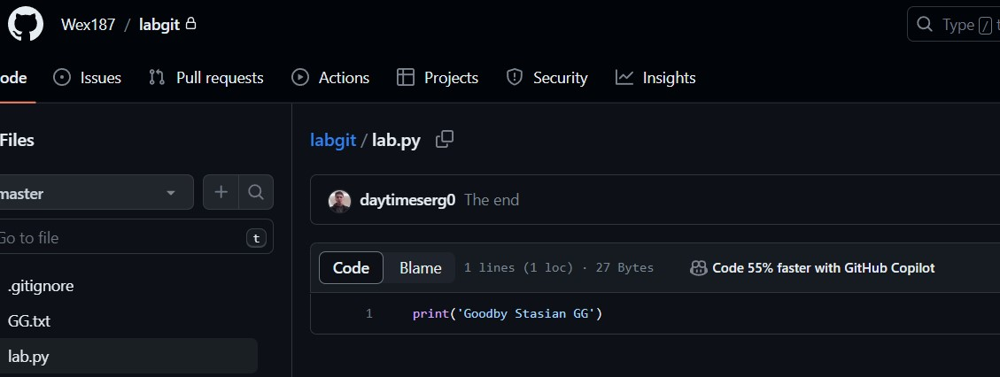 Wex187 / labgit
Type / t
ode Issues Pull requests Actions Projects Security Insights
Files
master
Go to file t
.gitignore
GG.txt
lab.py
labgit / lab.py
daytimeserg0 The end
Code Blame 1 lines (1 loc) · 27 Bytes Code 55% faster with GitHub Copilot
1 print('Goodby Stasian GG')